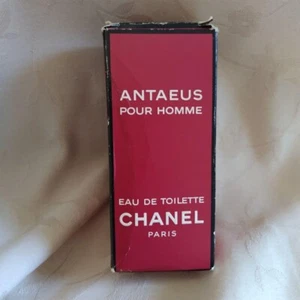 ANTAEUS
POUR HOMME
EAU DE TOILETTE
CHANEL
PARIS